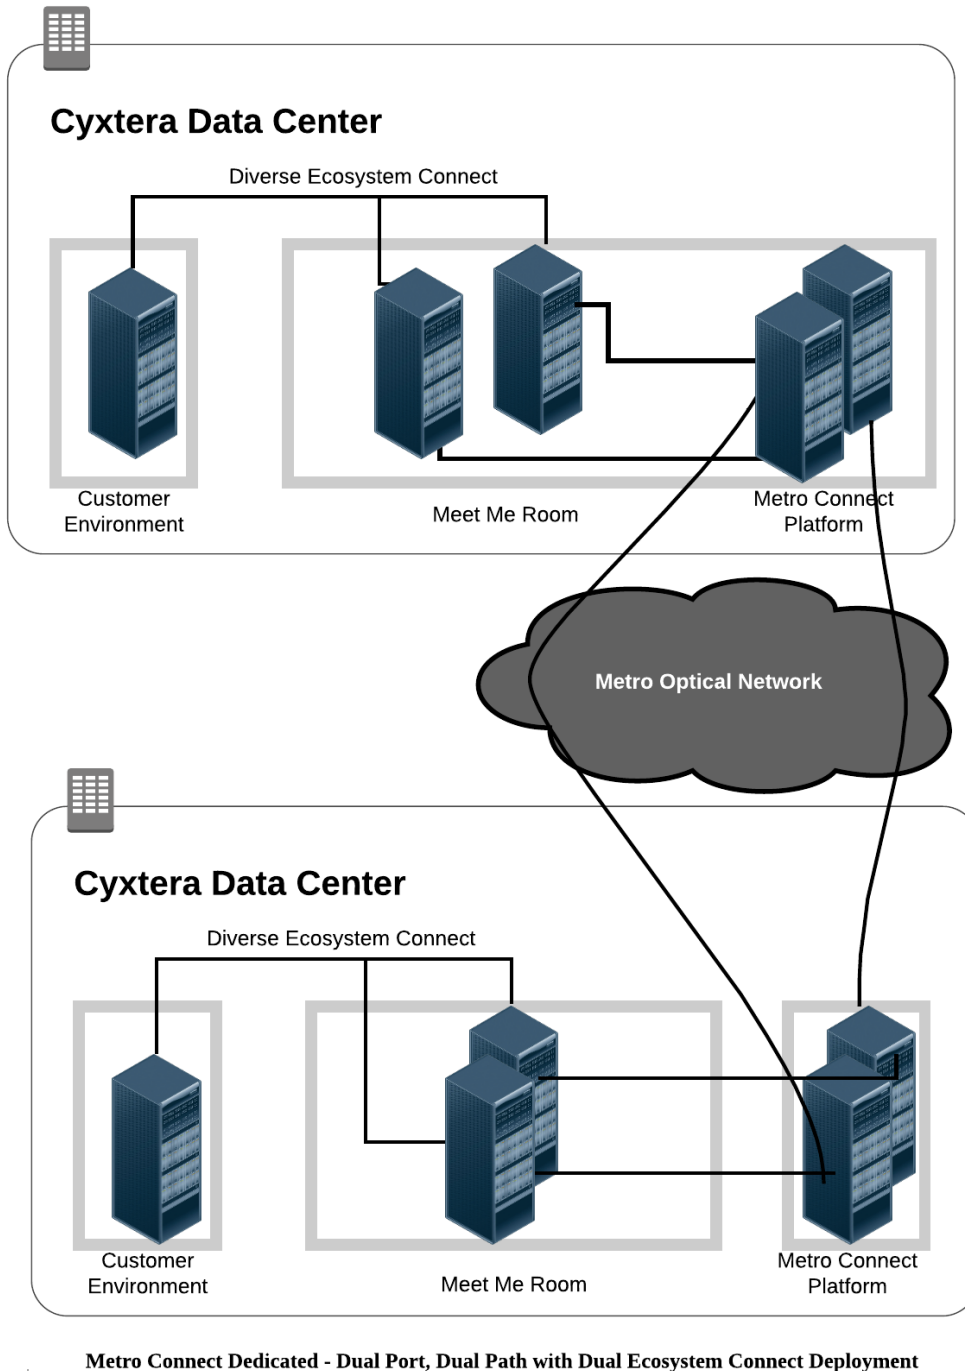 Cyxtera Data Center
Diverse Ecosystem Connect
Customer
Environment
Meet Me Room
Metro Connect
Platform
Metro Optical Network
Cyxtera Data Center
Diverse Ecosystem Connect
Customer
Environment
Meet Me Room
Metro Connect
Platform
Metro Connect Dedicated - Dual Port, Dual Path with Dual Ecosystem Connect Deployment